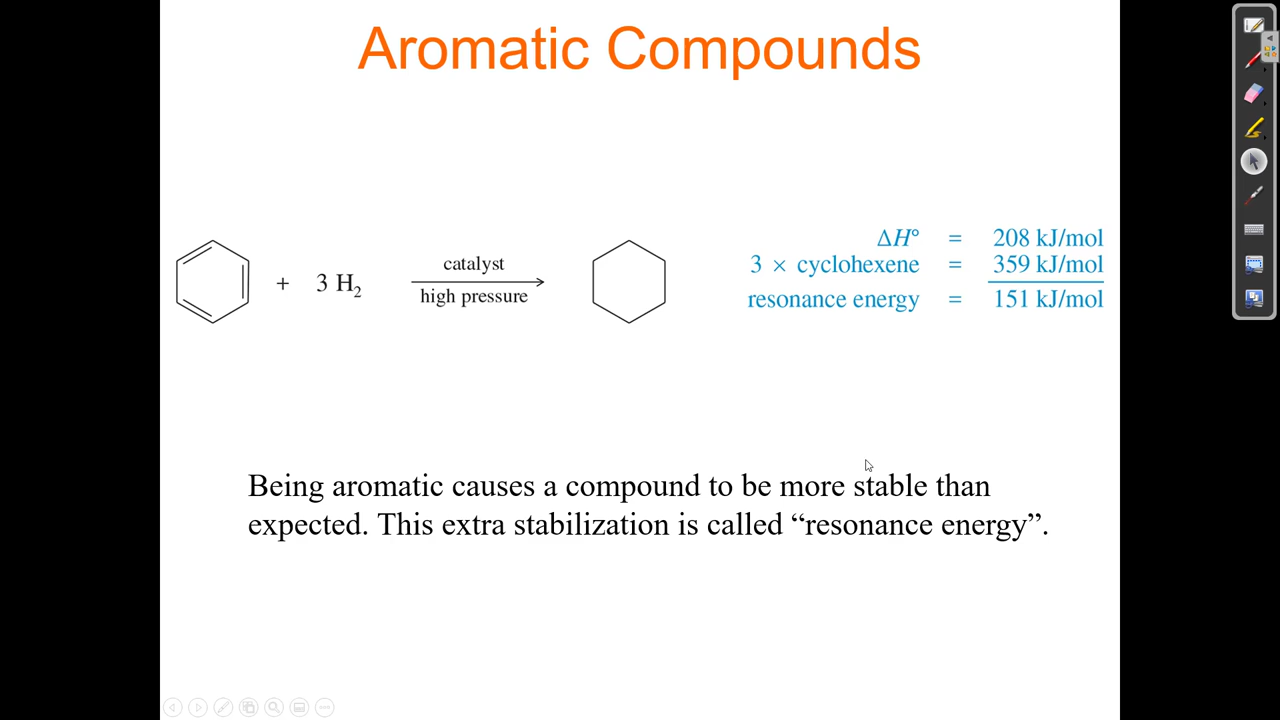 Aromatic Compounds
+ 3 H₂
catalyst
high pressure
ΔH° = 208 kJ/mol
3 × cyclohexene = 359 kJ/mol
resonance energy = 151 kJ/mol
Being aromatic causes a compound to be more stable than
expected. This extra stabilization is called “resonance energy”.